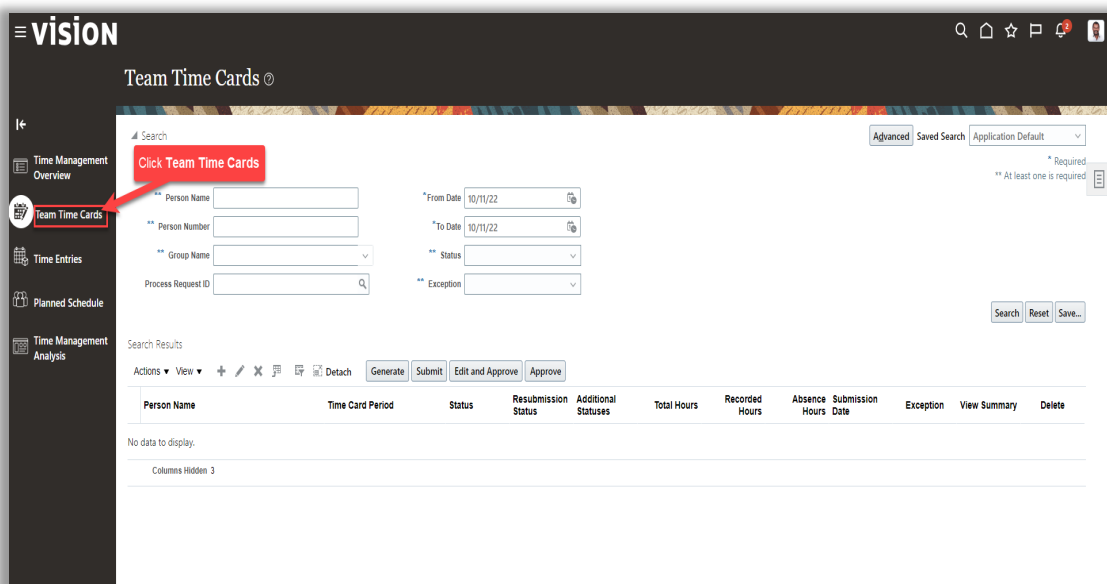 vision
2
Team Time Cards
Search
Advanced Saved Search Application Default
* Required
** At least one is required
Click Team Time Cards
Time Management
Overview
Team Time Cards
Time Entries
Planned Schedule
Time Management
Analysis
** Person Name *From Date 10/11/22
** Person Number *To Date 10/11/22
** Group Name ** Status
Process Request ID ** Exception
Search Reset Save...
Search Results
Actions ▼ View ▼ Detach Generate Submit Edit and Approve Approve
Person Name Time Card Period Status Resubmission Status Additional Statuses Total Hours Recorded Hours Absence Hours Submission Date Exception View Summary Delete
No data to display.
Columns Hidden 3